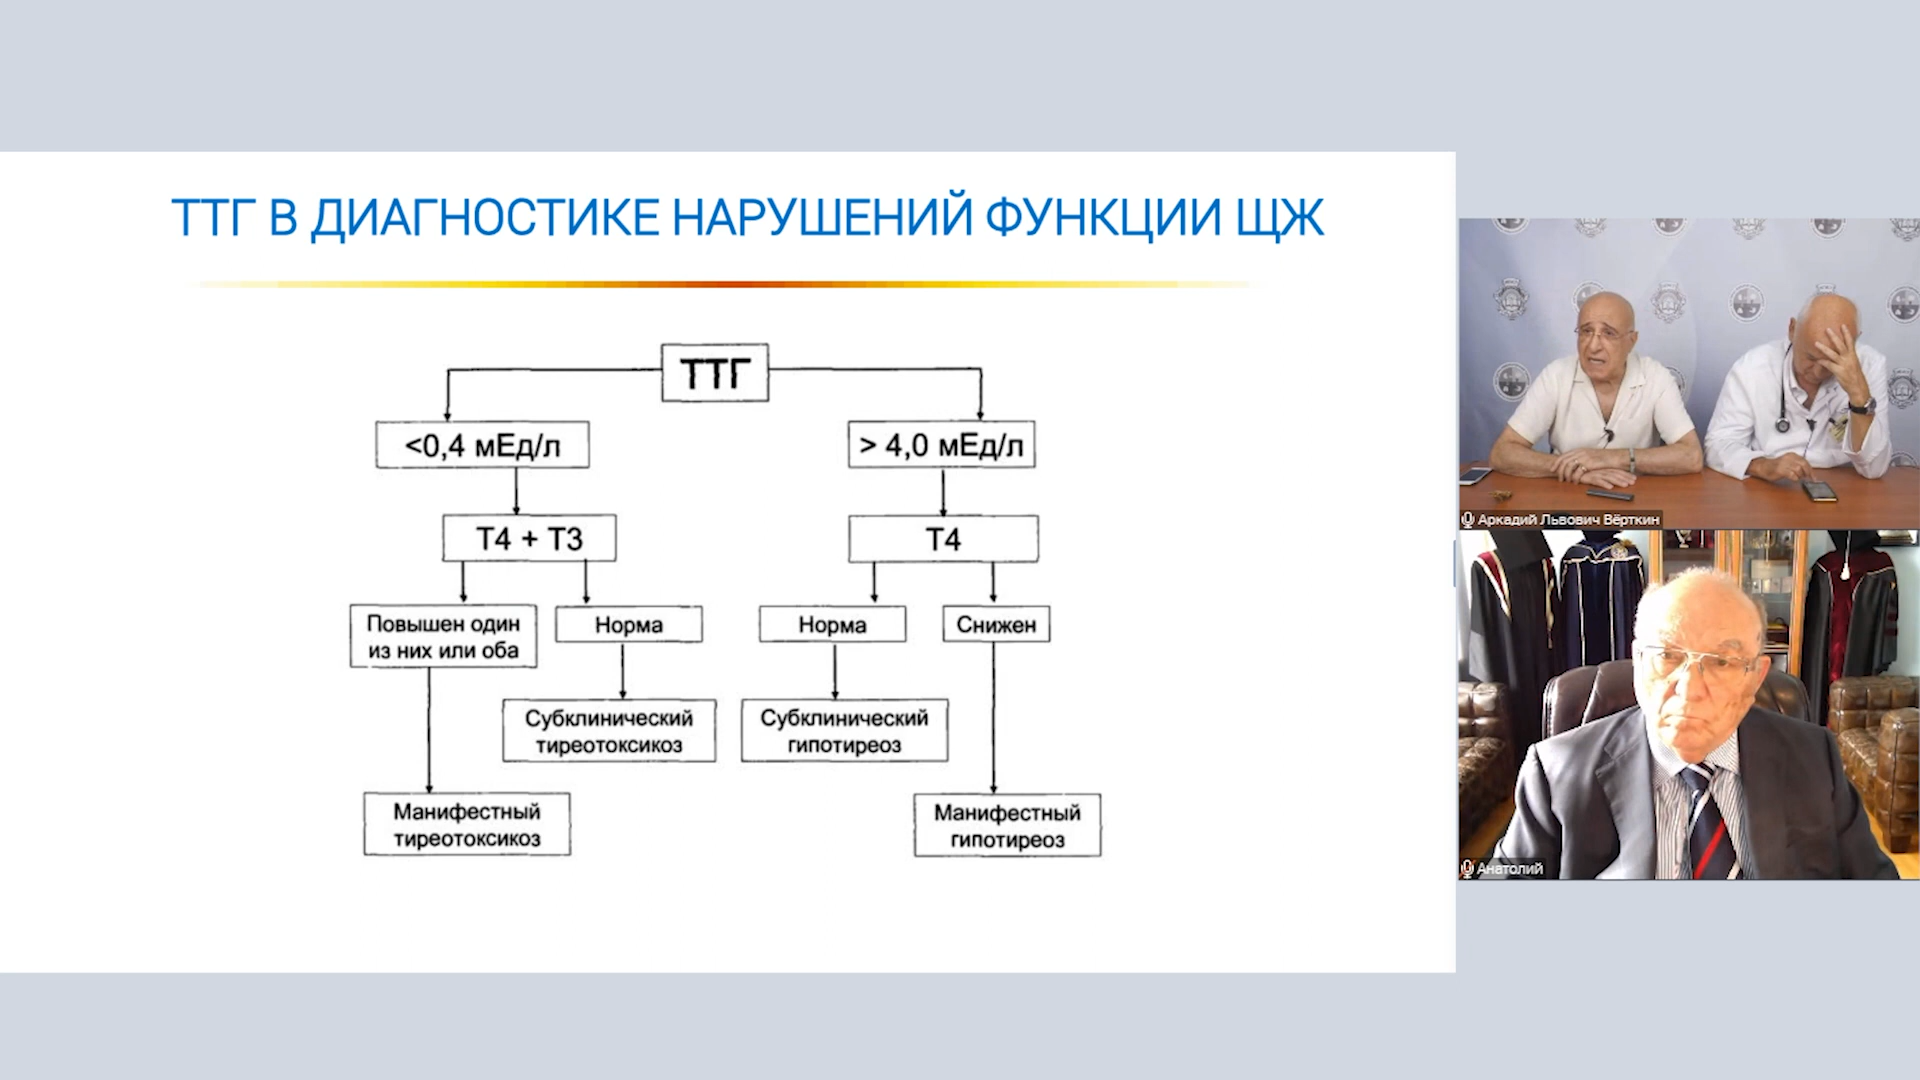 ТТГ В ДИАГНОСТИКЕ НАРУШЕНИЙ ФУНКЦИИ ЩЖ
ТТГ
<0,4 мЕд/л
> 4,0 мЕд/л
Т4 + Т3
Т4
Повышен один
из них или оба
Норма
Норма
Снижен
Субклинический
тиреотоксикоз
Субклинический
гипотиреоз
Манифестный
тиреотоксикоз
Манифестный
гипотиреоз
Аркадий Львович Вёрткин
Анатолий